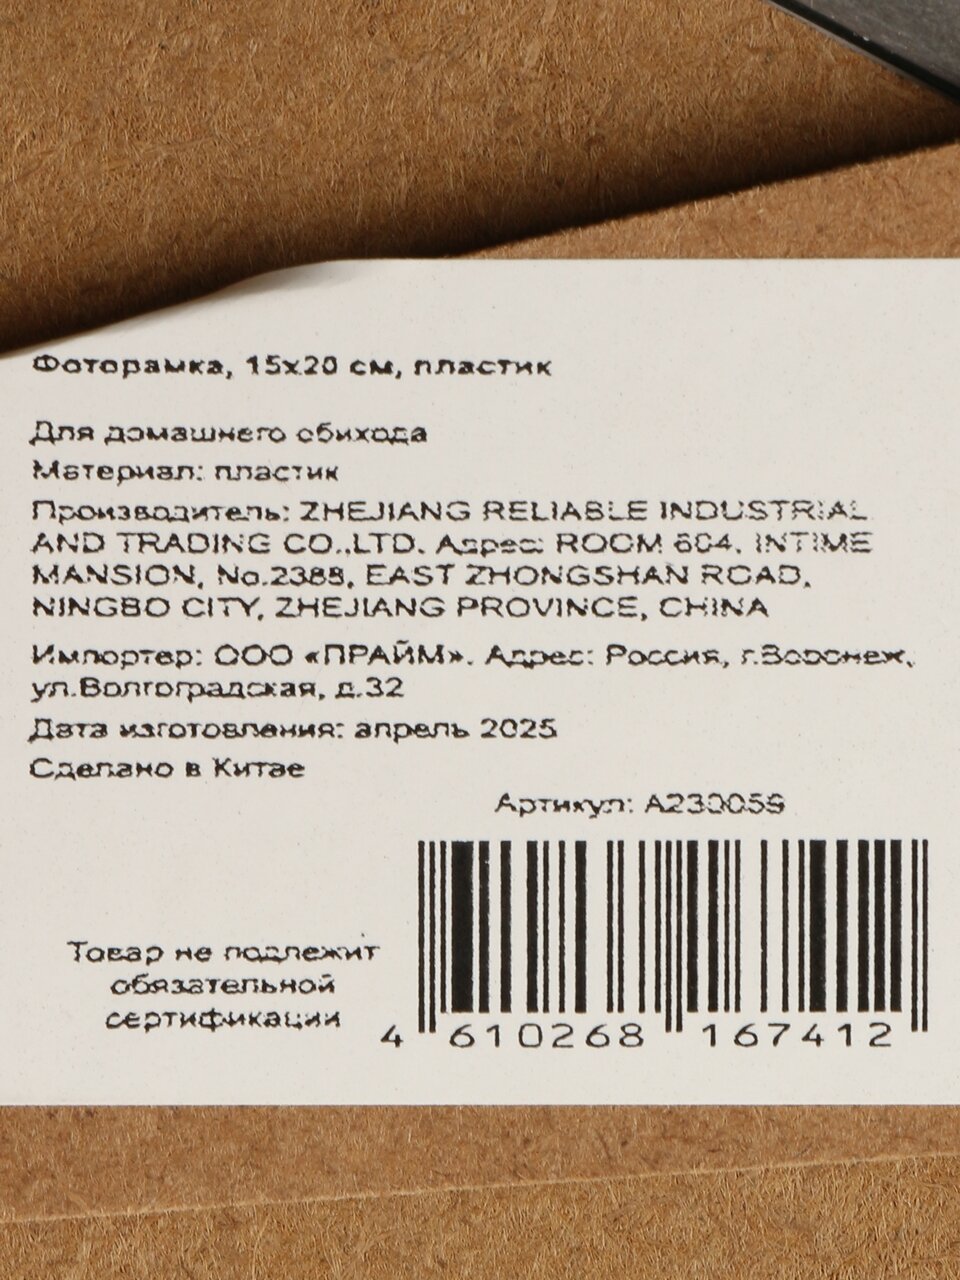 Фоторамка, 15х20 см, пластик
Для домашнего обихода
Материал: пластик
Производитель: ZHEJIANG RELIABLE INDUSTRIAL
AND TRADING CO.,LTD. Адрес: ROOM 604, INTIME
MANSION, No.2388, EAST ZHONGSHAN ROAD,
NINGBO CITY, ZHEJIANG PROVINCE, CHINA
Импортер: ООО «ПРАЙМ». Адрес: Россия, г.Воронеж,
ул.Волгоградская, д.32
Дата изготовления: апрель 2025
Сделано в Китае
Артикул: A230059
Товар не подлежит
обязательной
сертификации
4 610268 167412